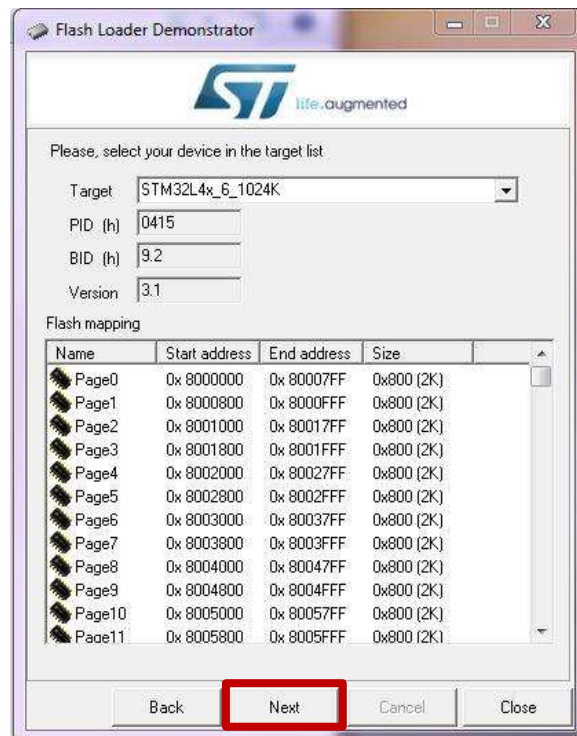 Flash Loader Demonstrator
ST life.augmented
Please, select your device in the target list
Target STM32L4x_6_1024K
PID (h) 0415
BID (h) 9.2
Version 3.1
Flash mapping
Name Start address End address Size
Page0 0x 8000000 0x 80007FF 0x800 (2K)
Page1 0x 8000800 0x 8000FFF 0x800 (2K)
Page2 0x 8001000 0x 80017FF 0x800 (2K)
Page3 0x 8001800 0x 8001FFF 0x800 (2K)
Page4 0x 8002000 0x 80027FF 0x800 (2K)
Page5 0x 8002800 0x 8002FFF 0x800 (2K)
Page6 0x 8003000 0x 80037FF 0x800 (2K)
Page7 0x 8003800 0x 8003FFF 0x800 (2K)
Page8 0x 8004000 0x 80047FF 0x800 (2K)
Page9 0x 8004800 0x 8004FFF 0x800 (2K)
Page10 0x 8005000 0x 80057FF 0x800 (2K)
Page11 0x 8005800 0x 8005FFF 0x800 (2K)
Back Next Cancel Close